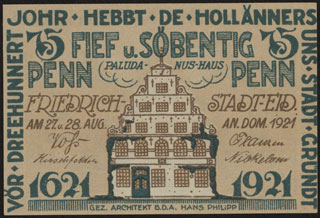 VÖR · DREEHUNNERT
JOHR · HEBBT · DE · HOLLÄNNERS
UNS · STADT · GRÜNDT
75 FIEF u. SÖBENTIG 75
PENN PALUDA-NUS-HAUS PENN
FRIEDRICH-STADT-EID.
AM 27. u. 28. AUG. AN. DOM. 1921
1621 1921
GEZ. ARCHITEKT B.D.A. HANS PHILIPP